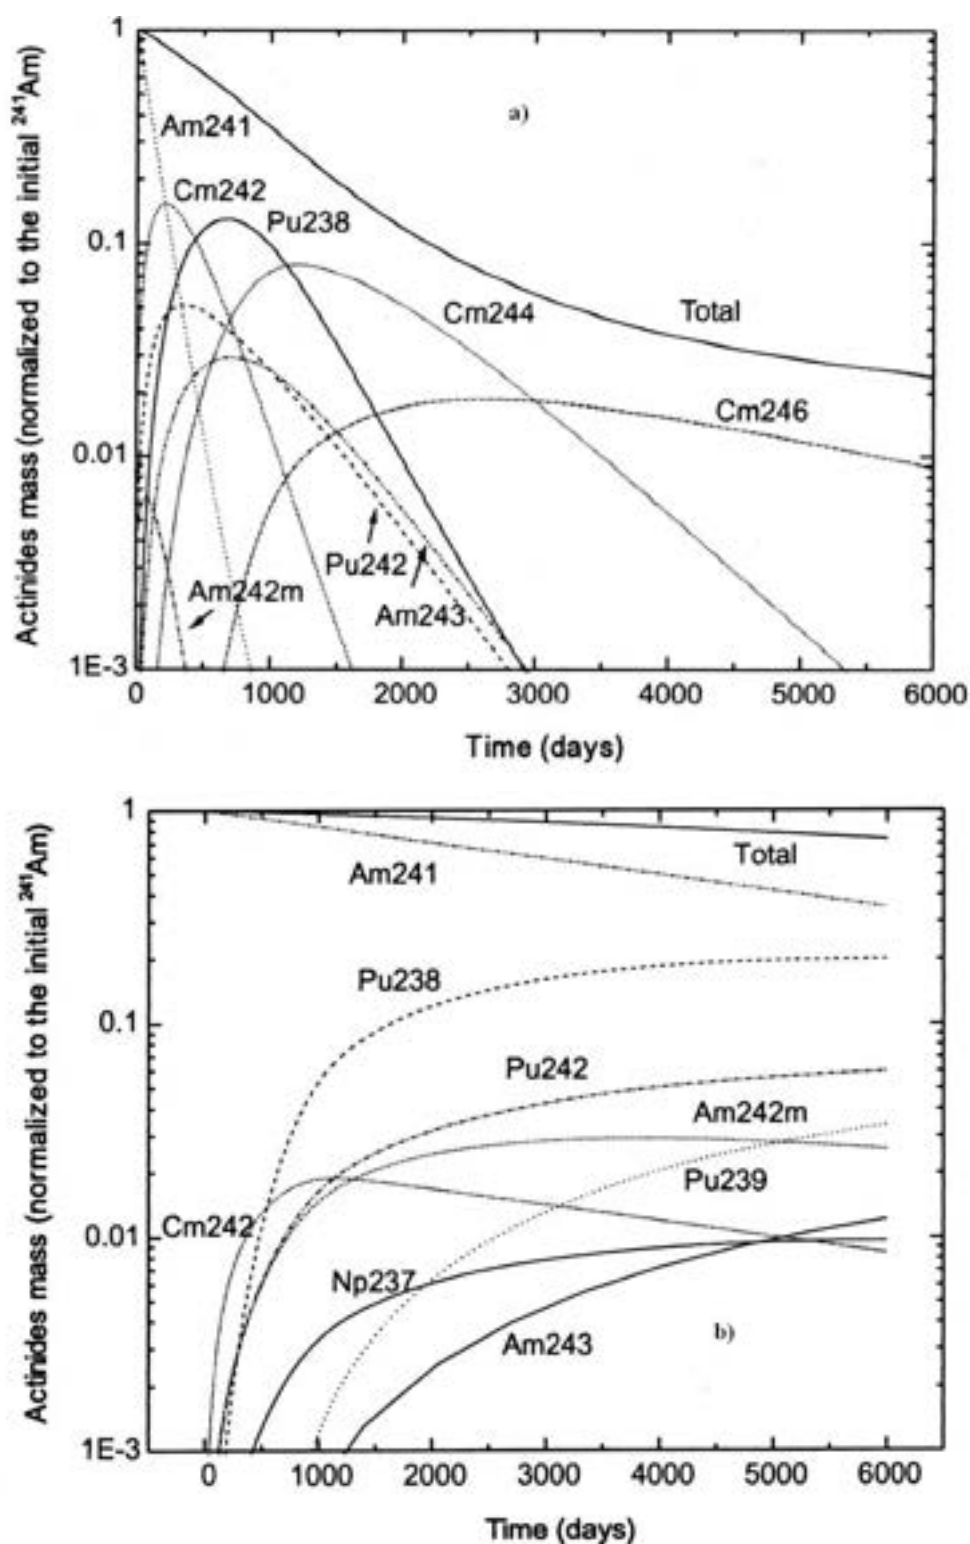 Actinides mass (normalized to the initial ²⁴¹Am)
1
0.1
0.01
1E-3
a)
Am241
Cm242
Pu238
Cm244
Total
Cm246
Pu242
Am242m
Am243
0
1000
2000
3000
4000
5000
6000
Time (days)
Actinides mass (normalized to the initial ²⁴¹Am)
1
0.1
0.01
1E-3
Total
Am241
Pu238
Pu242
Am242m
Pu239
Cm242
Np237
Am243
b)
0
1000
2000
3000
4000
5000
6000
Time (days)